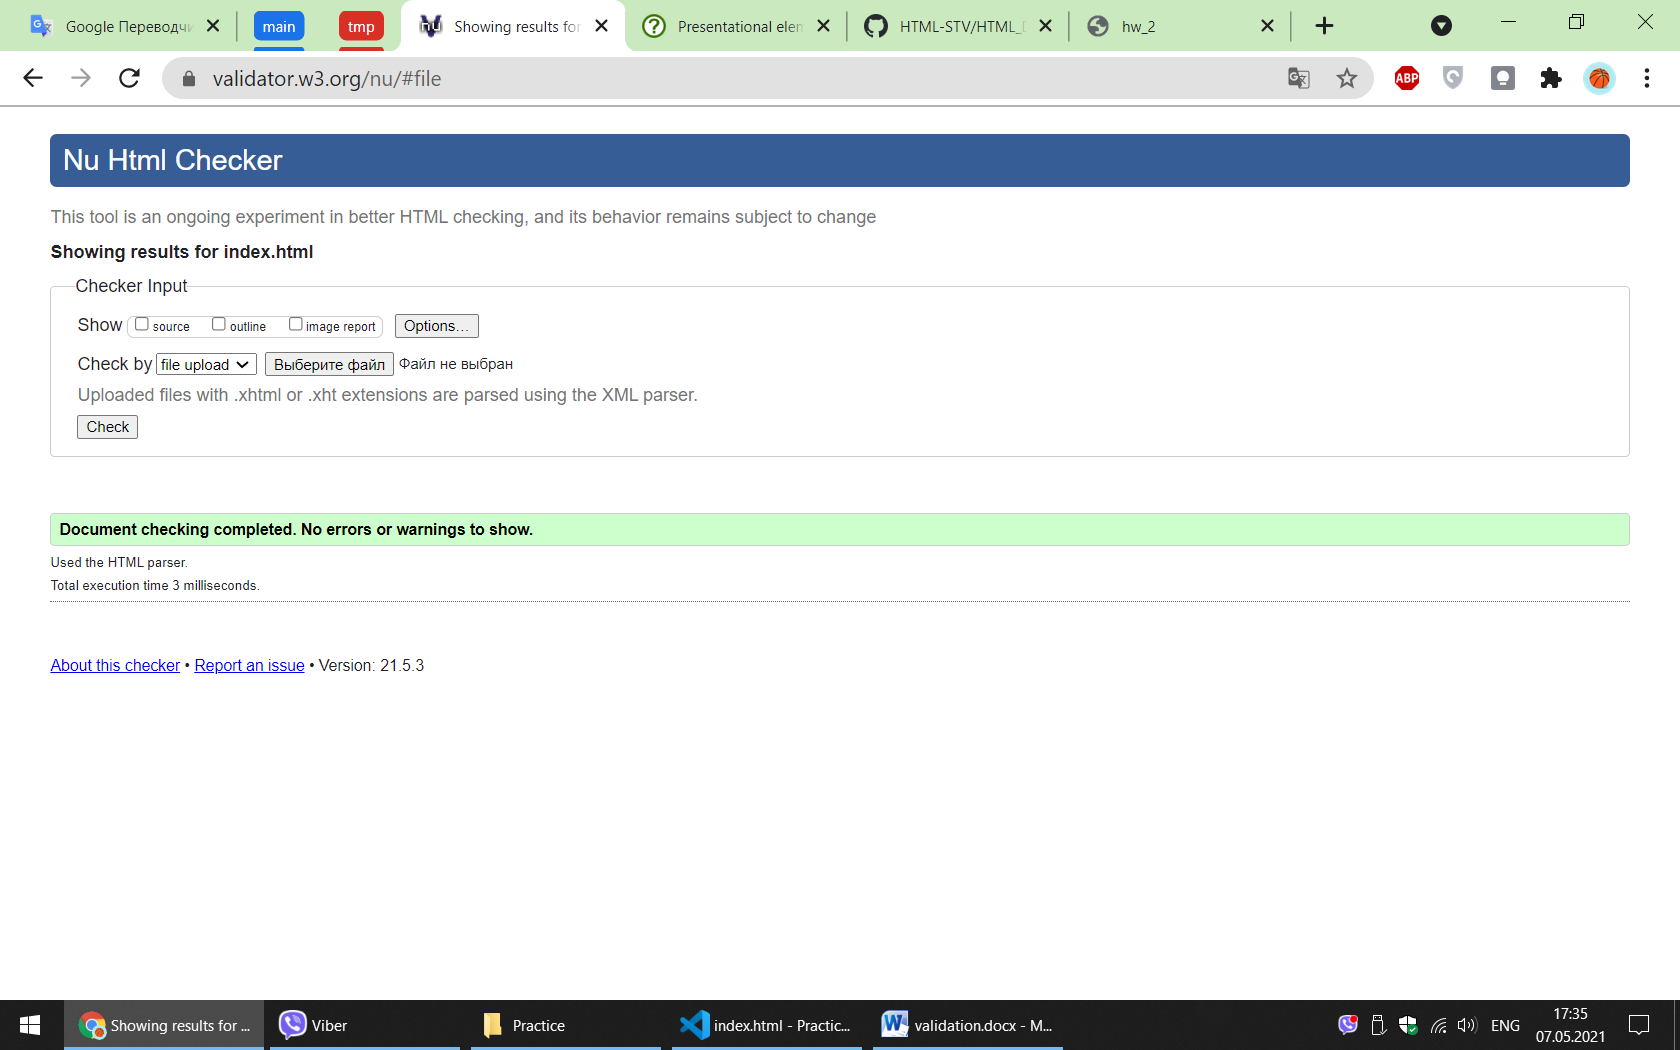 Google Переводчи
main
tmp
Showing results for
Presentational elem
HTML-STV/HTML_
hw_2
validator.w3.org/nu/#file
ABP
Nu Html Checker
This tool is an ongoing experiment in better HTML checking, and its behavior remains subject to change
Showing results for index.html
Checker Input
Show source outline image report Options...
Check by file upload Выберите файл Файл не выбран
Uploaded files with .xhtml or .xht extensions are parsed using the XML parser.
Check
Document checking completed. No errors or warnings to show.
Used the HTML parser.
Total execution time 3 milliseconds.
About this checker • Report an issue • Version: 21.5.3
Showing results for ...
Viber
Practice
index.html - Practic...
validation.docx - M...
ENG
17:35
07.05.2021